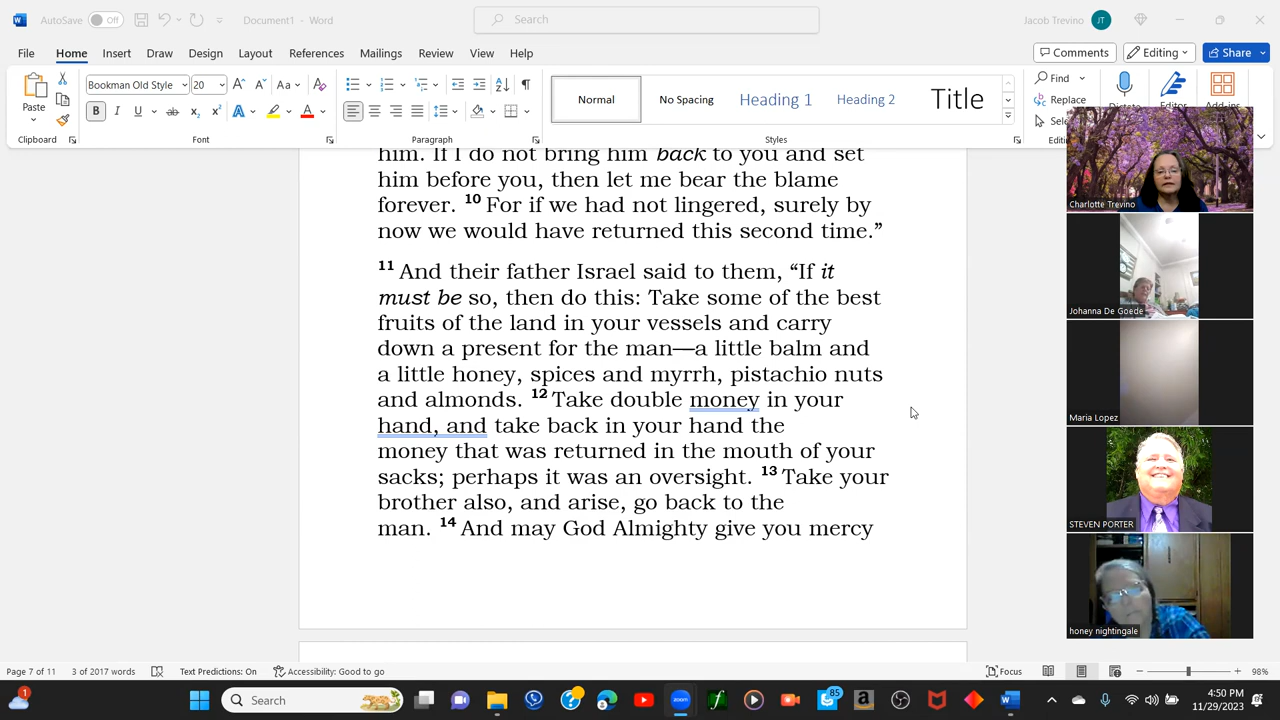 AutoSave Off Document1 - Word Search Jacob Trevino JT
File Home Insert Draw Design Layout References Mailings Review View Help Comments Editing Share
Paste Bookman Old Style 20 Aa Normal No Spacing Heading 1 Heading 2 Title Find Replace
Clipboard Font Paragraph Styles
him. If I do not bring him back to you and set
him before you, then let me bear the blame
forever. 10 For if we had not lingered, surely by
now we would have returned this second time.”
11 And their father Israel said to them, “If it
must be so, then do this: Take some of the best
fruits of the land in your vessels and carry
down a present for the man—a little balm and
a little honey, spices and myrrh, pistachio nuts
and almonds. 12 Take double money in your
hand, and take back in your hand the
money that was returned in the mouth of your
sacks; perhaps it was an oversight. 13 Take your
brother also, and arise, go back to the
man. 14 And may God Almighty give you mercy
Charlotte Trevino
Johanna De Goede
Maria Lopez
STEVEN PORTER
honey nightingale
Page 7 of 11 3 of 2017 words Text Predictions: On Accessibility: Good to go Focus 98%
1 Search zoom 85 4:50 PM
11/29/2023